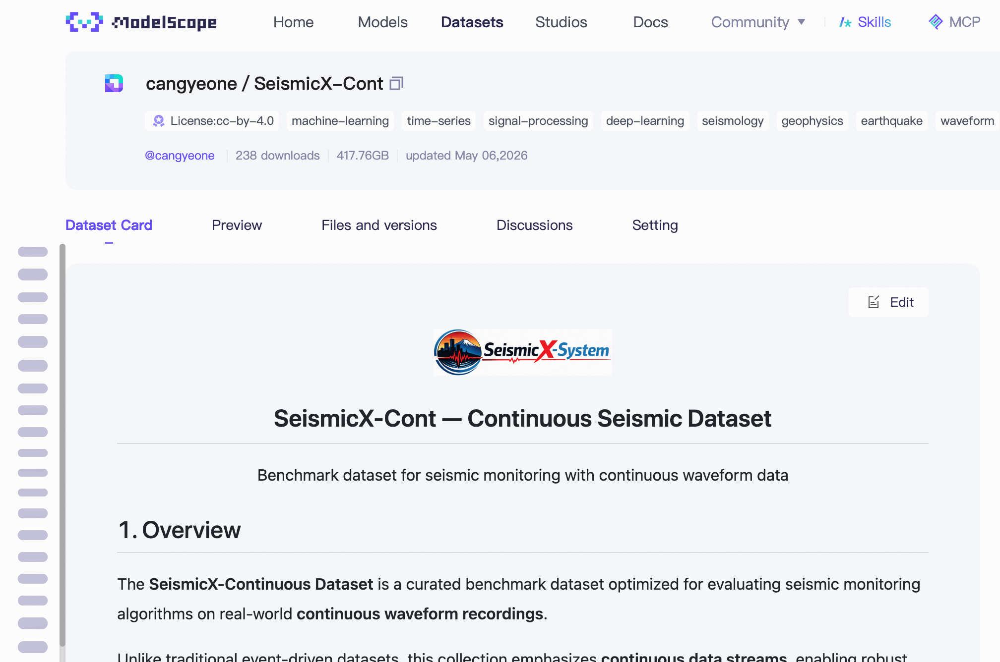 ModelScope Home Models Datasets Studios Docs Community Skills MCP
cangyeone / SeismicX-Cont
License:cc-by-4.0 machine-learning time-series signal-processing deep-learning seismology geophysics earthquake waveform
@cangyeone 238 downloads 417.76GB updated May 06,2026
Dataset Card Preview Files and versions Discussions Setting
Edit
SeismicX-System
SeismicX-Cont — Continuous Seismic Dataset
Benchmark dataset for seismic monitoring with continuous waveform data
1. Overview
The SeismicX-Continuous Dataset is a curated benchmark dataset optimized for evaluating seismic monitoring
algorithms on real-world continuous waveform recordings.
Unlike traditional event-driven datasets, this collection emphasizes continuous data streams, enabling robust